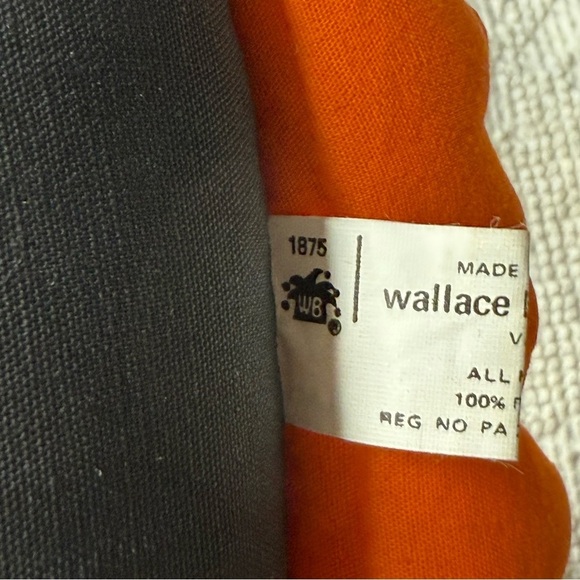 1875
WB
®
MADE
wallace
V
ALL
100%
REG NO PA